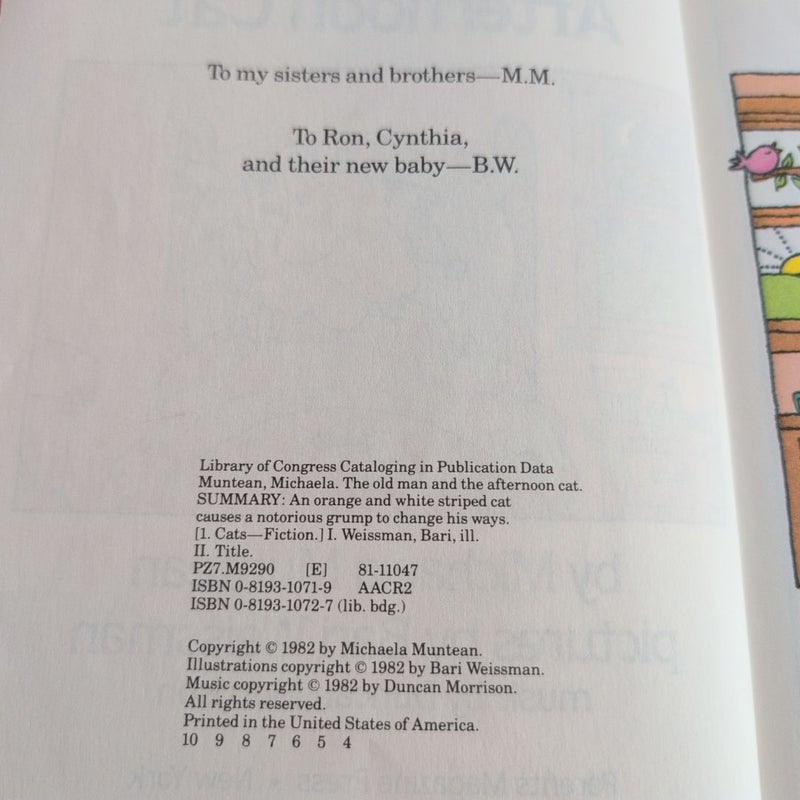 To my sisters and brothers—M.M.
To Ron, Cynthia,
and their new baby—B.W.
Library of Congress Cataloging in Publication Data
Muntean, Michaela. The old man and the afternoon cat.
SUMMARY: An orange and white striped cat
causes a notorious grump to change his ways.
[1. Cats—Fiction.] I. Weissman, Bari, ill.
II. Title.
PZ7.M9290 [E] 81-11047
ISBN 0-8193-1071-9 AACR2
ISBN 0-8193-1072-7 (lib. bdg.)
Copyright © 1982 by Michaela Muntean.
Illustrations copyright © 1982 by Bari Weissman.
Music copyright © 1982 by Duncan Morrison.
All rights reserved.
Printed in the United States of America.
10 9 8 7 6 5 4